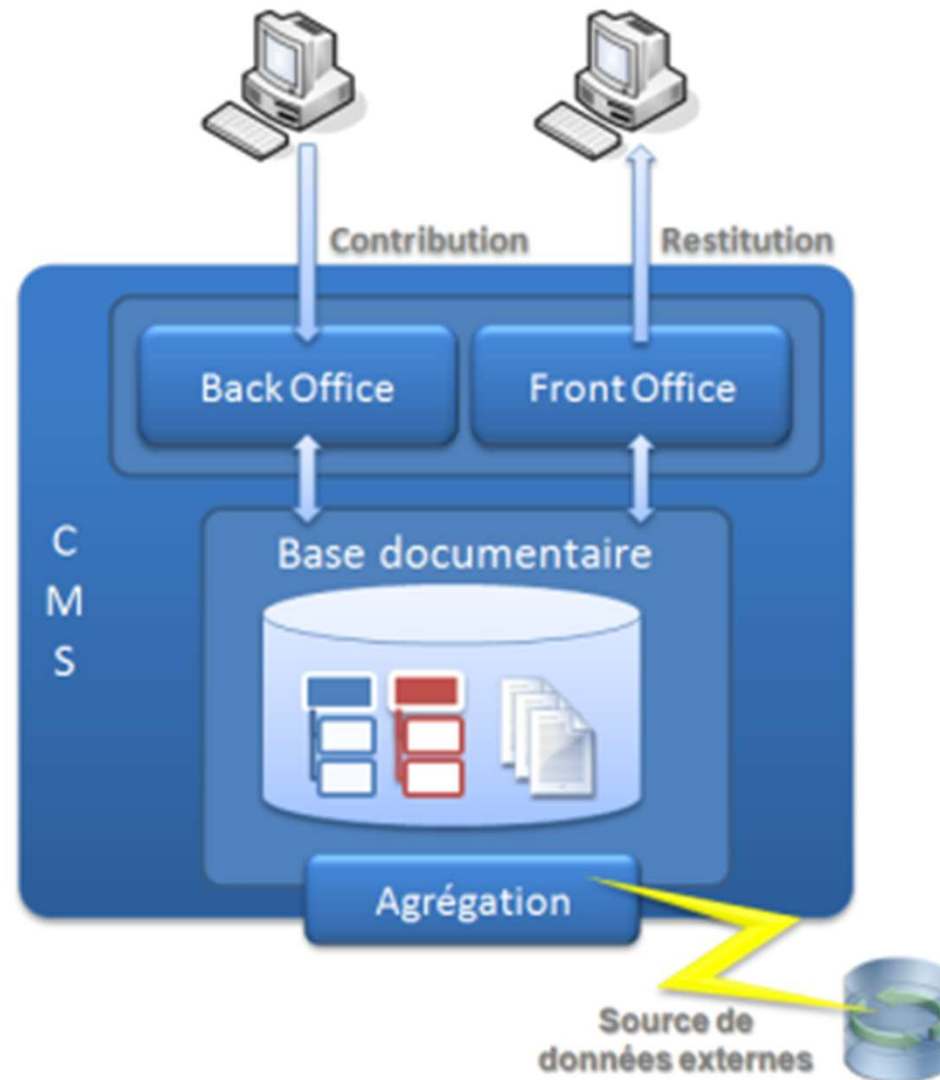 Contribution
Restitution
Back Office
Front Office
C
M
S
Base documentaire
Agrégation
Source de
données externes